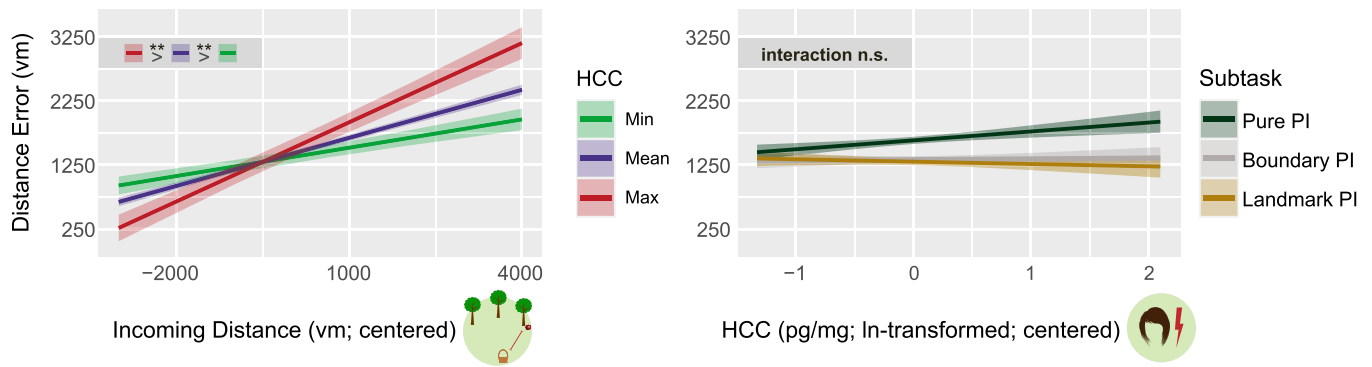 Distance Error (vm)
3250
2250
1250
250
** **
> >
−2000
1000
4000
Incoming Distance (vm; centered)
HCC
Min
Mean
Max
3250
2250
1250
250
interaction n.s.
−1
0
1
2
HCC (pg/mg; ln-transformed; centered)
Subtask
Pure PI
Boundary PI
Landmark PI